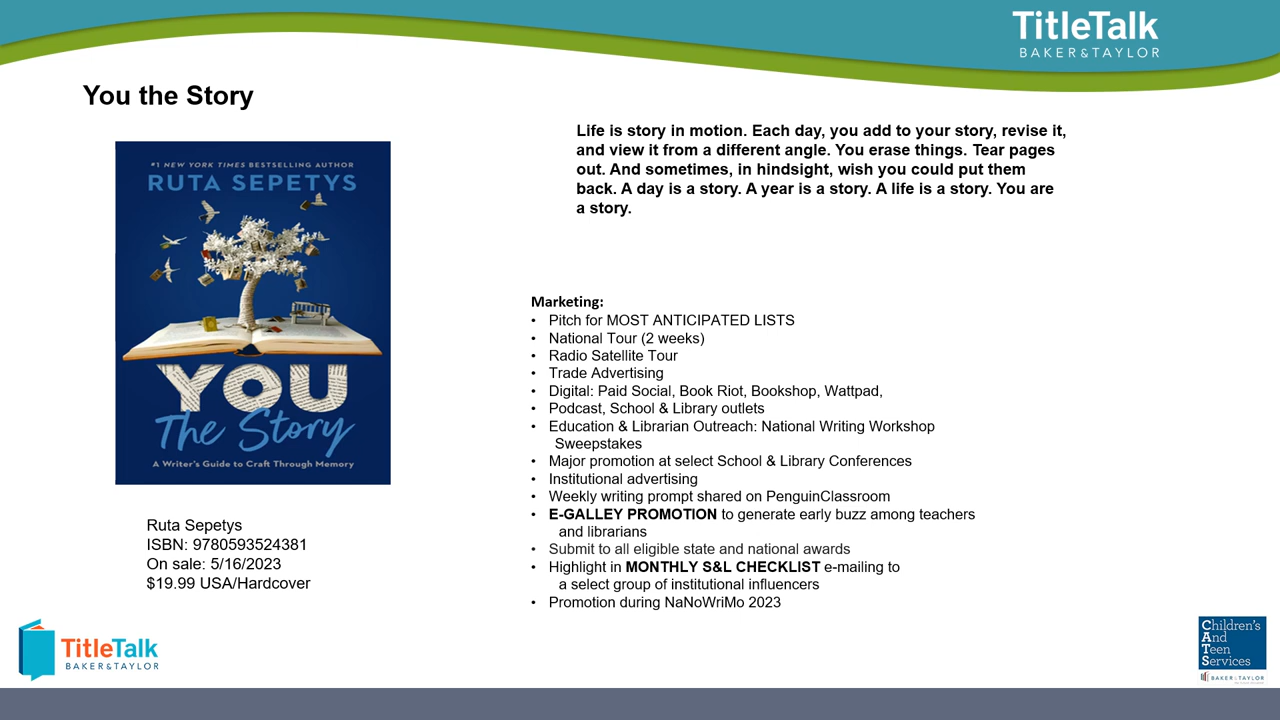 TitleTalk
BAKER & TAYLOR
You the Story
#1 NEW YORK TIMES BESTSELLING AUTHOR
RUTA SEPETYS
YOU
The Story
A Writer's Guide to Craft Through Memory
Ruta Sepetys
ISBN: 9780593524381
On sale: 5/16/2023
$19.99 USA/Hardcover
Life is story in motion. Each day, you add to your story, revise it,
and view it from a different angle. You erase things. Tear pages
out. And sometimes, in hindsight, wish you could put them
back. A day is a story. A year is a story. A life is a story. You are
a story.
Marketing:
• Pitch for MOST ANTICIPATED LISTS
• National Tour (2 weeks)
• Radio Satellite Tour
• Trade Advertising
• Digital: Paid Social, Book Riot, Bookshop, Wattpad,
• Podcast, School & Library outlets
• Education & Librarian Outreach: National Writing Workshop
Sweepstakes
• Major promotion at select School & Library Conferences
• Institutional advertising
• Weekly writing prompt shared on PenguinClassroom
• E-GALLEY PROMOTION to generate early buzz among teachers
and librarians
• Submit to all eligible state and national awards
• Highlight in MONTHLY S&L CHECKLIST e-mailing to
a select group of institutional influencers
• Promotion during NaNoWriMo 2023
TitleTalk
BAKER & TAYLOR
Children's
And
Teen
Services
BAKER & TAYLOR